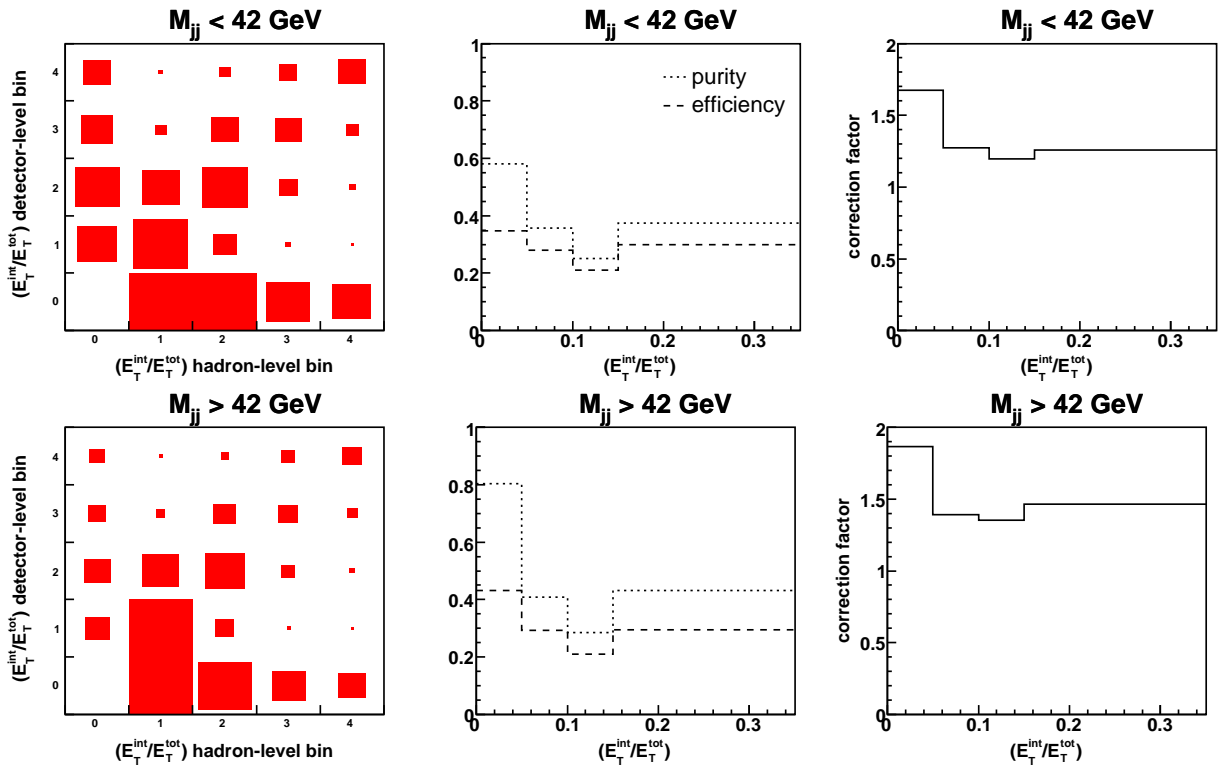 M_jj < 42 GeV
(E_T^int/E_T^tot) detector-level bin
4
3
2
1
0
0 1 2 3 4
(E_T^int/E_T^tot) hadron-level bin
M_jj < 42 GeV
1
0.8
0.6
0.4
0.2
0
purity
efficiency
0 0.1 0.2 0.3
(E_T^int/E_T^tot)
M_jj < 42 GeV
correction factor
2
1.5
1
0.5
0
0 0.1 0.2 0.3
(E_T^int/E_T^tot)
M_jj > 42 GeV
(E_T^int/E_T^tot) detector-level bin
4
3
2
1
0
0 1 2 3 4
(E_T^int/E_T^tot) hadron-level bin
M_jj > 42 GeV
1
0.8
0.6
0.4
0.2
0
0 0.1 0.2 0.3
(E_T^int/E_T^tot)
M_jj > 42 GeV
correction factor
2
1.5
1
0.5
0
0 0.1 0.2 0.3
(E_T^int/E_T^tot)